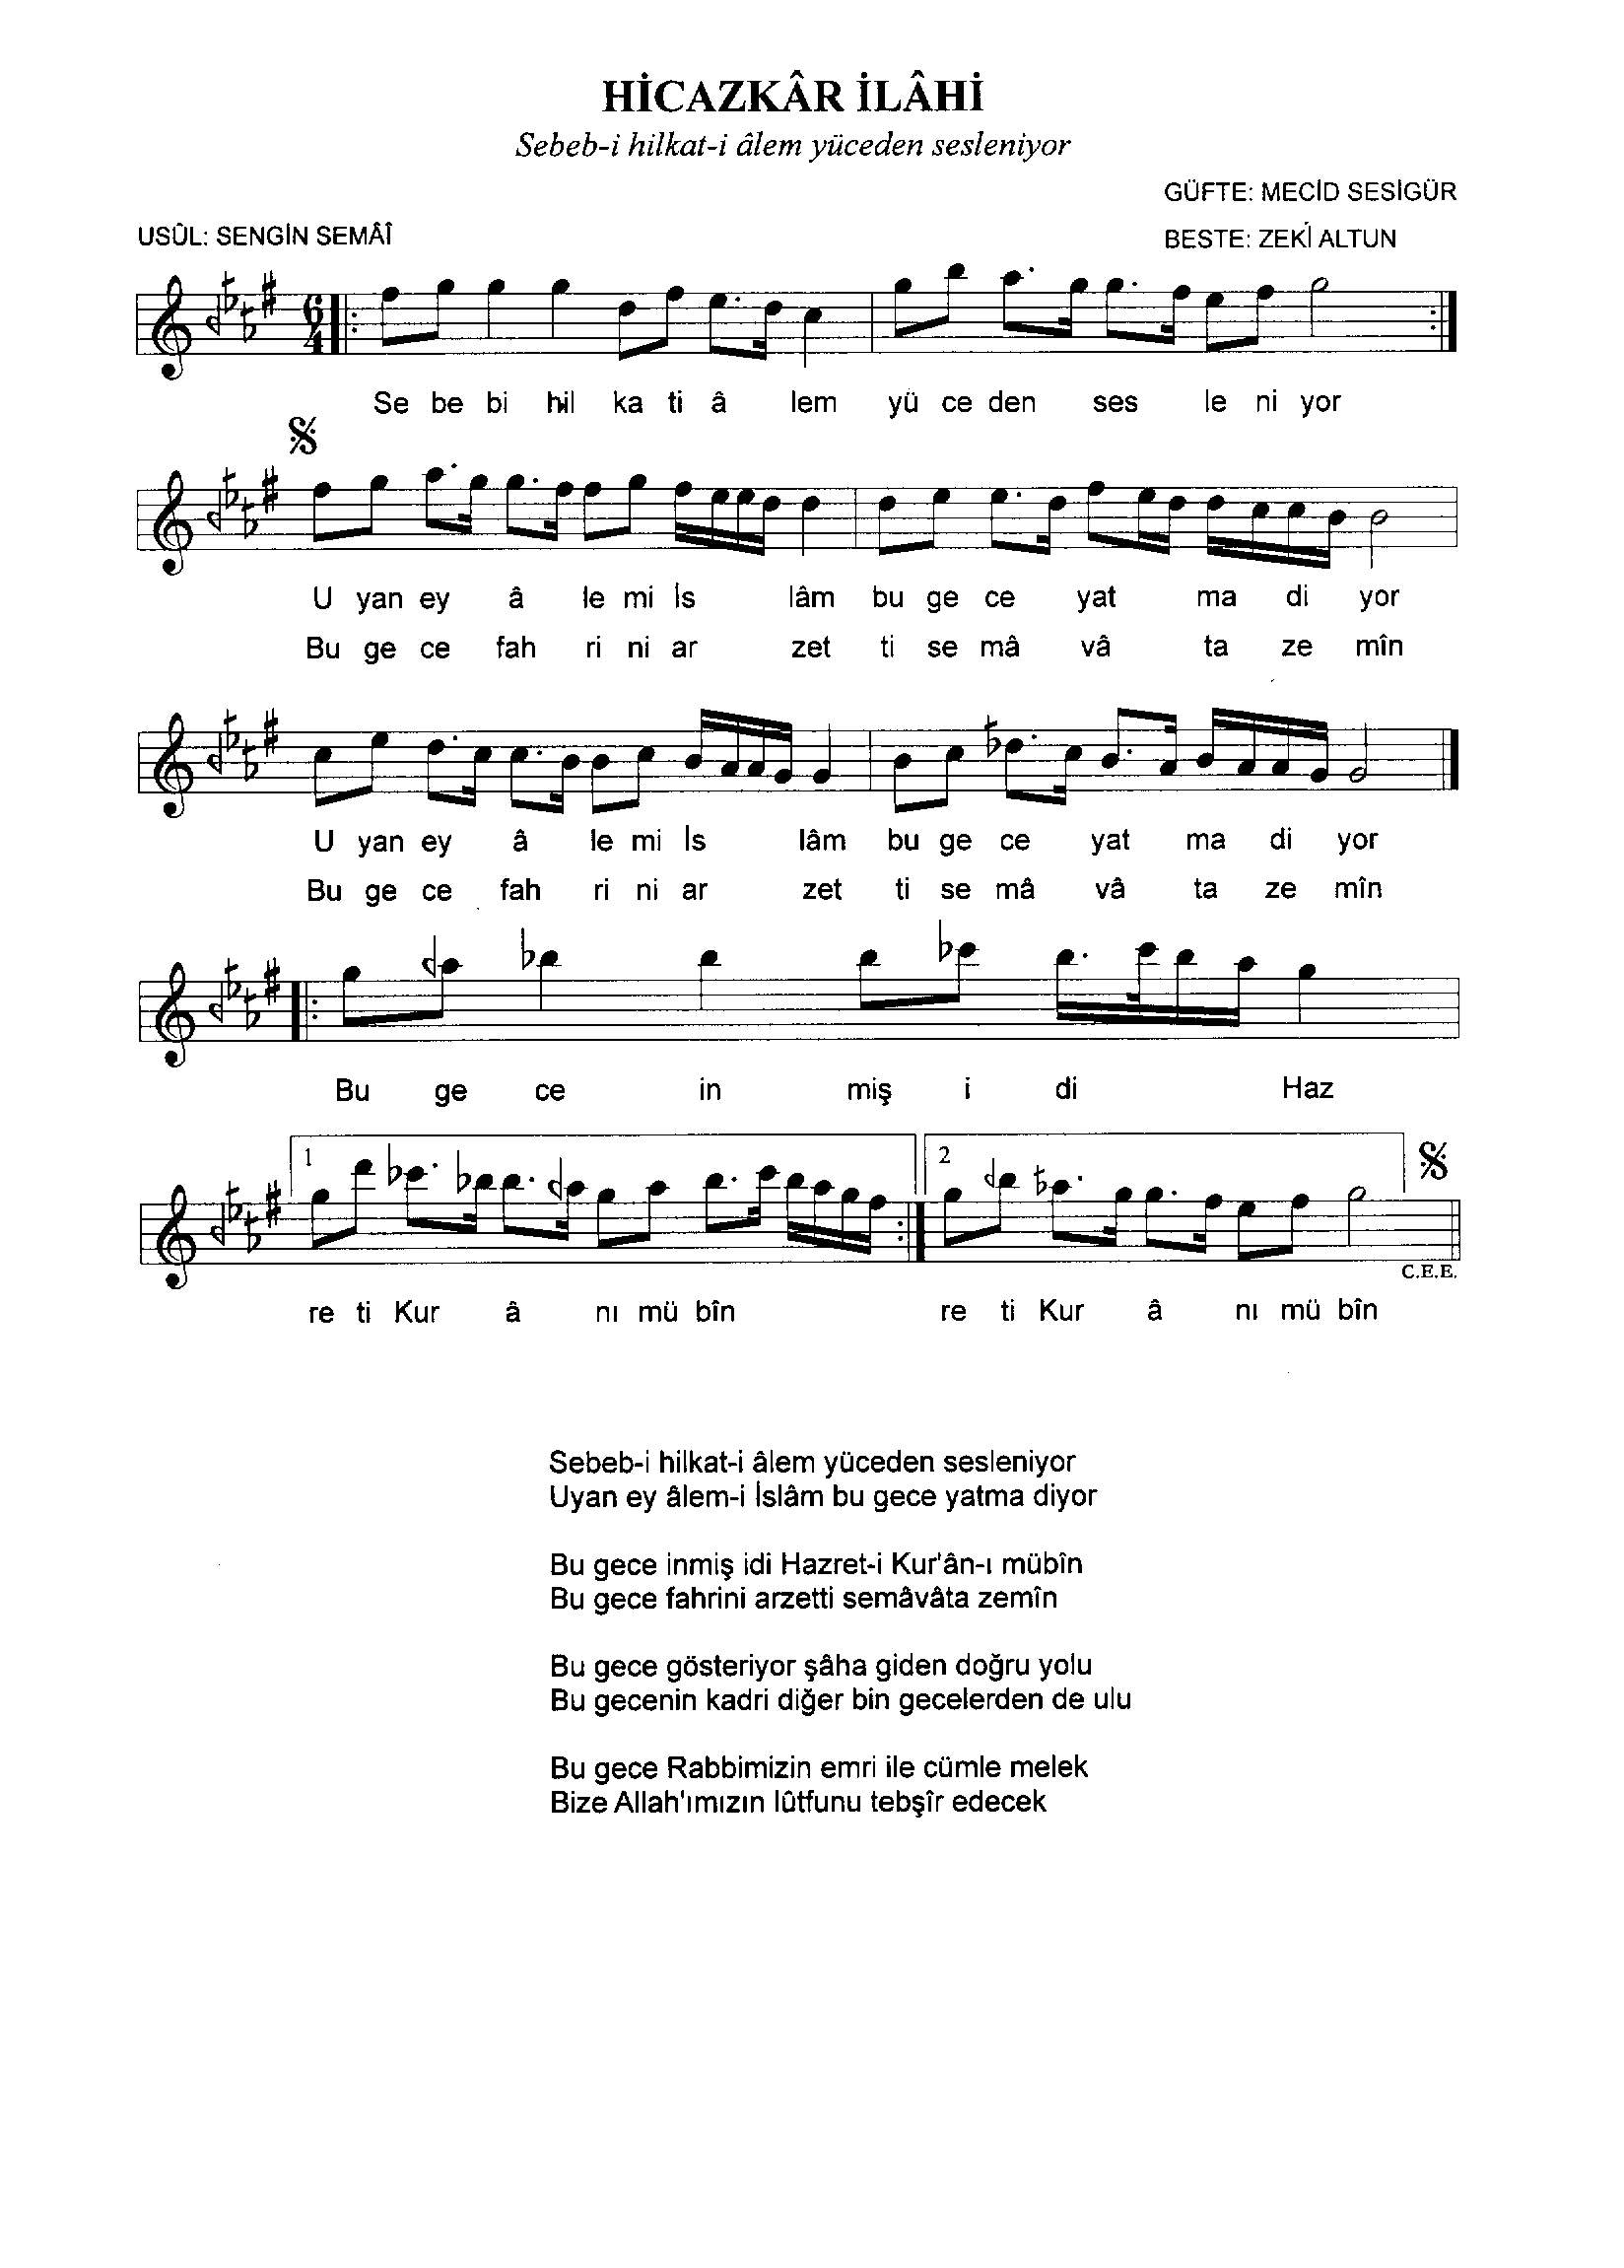 HİCAZKÂR İLÂHİ
Sebeb-i hilkat-i âlem yüceden sesleniyor
GÜFTE: MECİD SESİGÜR
USÛL: SENGİN SEMÂÎ
BESTE: ZEKİ ALTUN
6
4
Se be bi hil ka ti â lem yü ce den ses le ni yor
U yan ey â le mi İs lâm bu ge ce yat ma di yor
Bu ge ce fah ri ni ar zet ti se mâ vâ ta ze mîn
U yan ey â le mi İs lâm bu ge ce yat ma di yor
Bu ge ce fah ri ni ar zet ti se mâ vâ ta ze mîn
Bu ge ce in miş i di Haz
1 2
C.E.E.
re ti Kur â nı mü bîn re ti Kur â nı mü bîn
Sebeb-i hilkat-i âlem yüceden sesleniyor
Uyan ey âlem-i İslâm bu gece yatma diyor
Bu gece inmiş idi Hazret-i Kur'ân-ı mübîn
Bu gece fahrini arzetti semâvâta zemîn
Bu gece gösteriyor şâha giden doğru yolu
Bu gecenin kadri diğer bin gecelerden de ulu
Bu gece Rabbimizin emri ile cümle melek
Bize Allah'ımızın lûtfunu tebşîr edecek